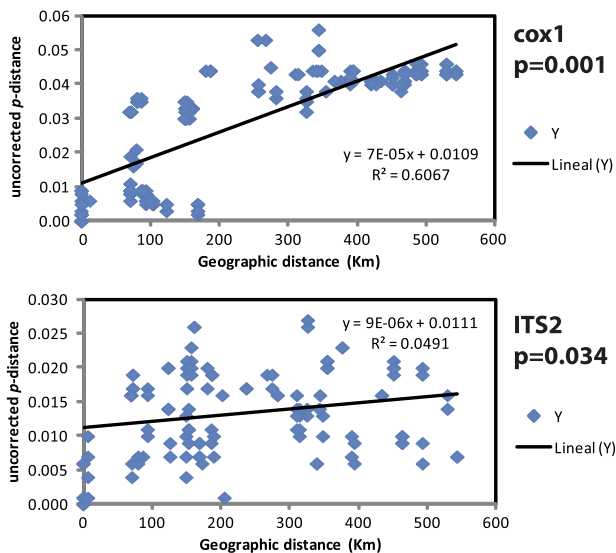 0.06
0.05
0.04
0.03
0.02
0.01
0.00
uncorrected p-distance
0 100 200 300 400 500 600
Geographic distance (Km)
y = 7E-05x + 0.0109
R² = 0.6067
cox1
p=0.001
Y
Lineal (Y)
0.030
0.025
0.020
0.015
0.010
0.005
0.000
uncorrected p-distance
0 100 200 300 400 500 600
Geographic distance (Km)
y = 9E-06x + 0.0111
R² = 0.0491
ITS2
p=0.034
Y
Lineal (Y)